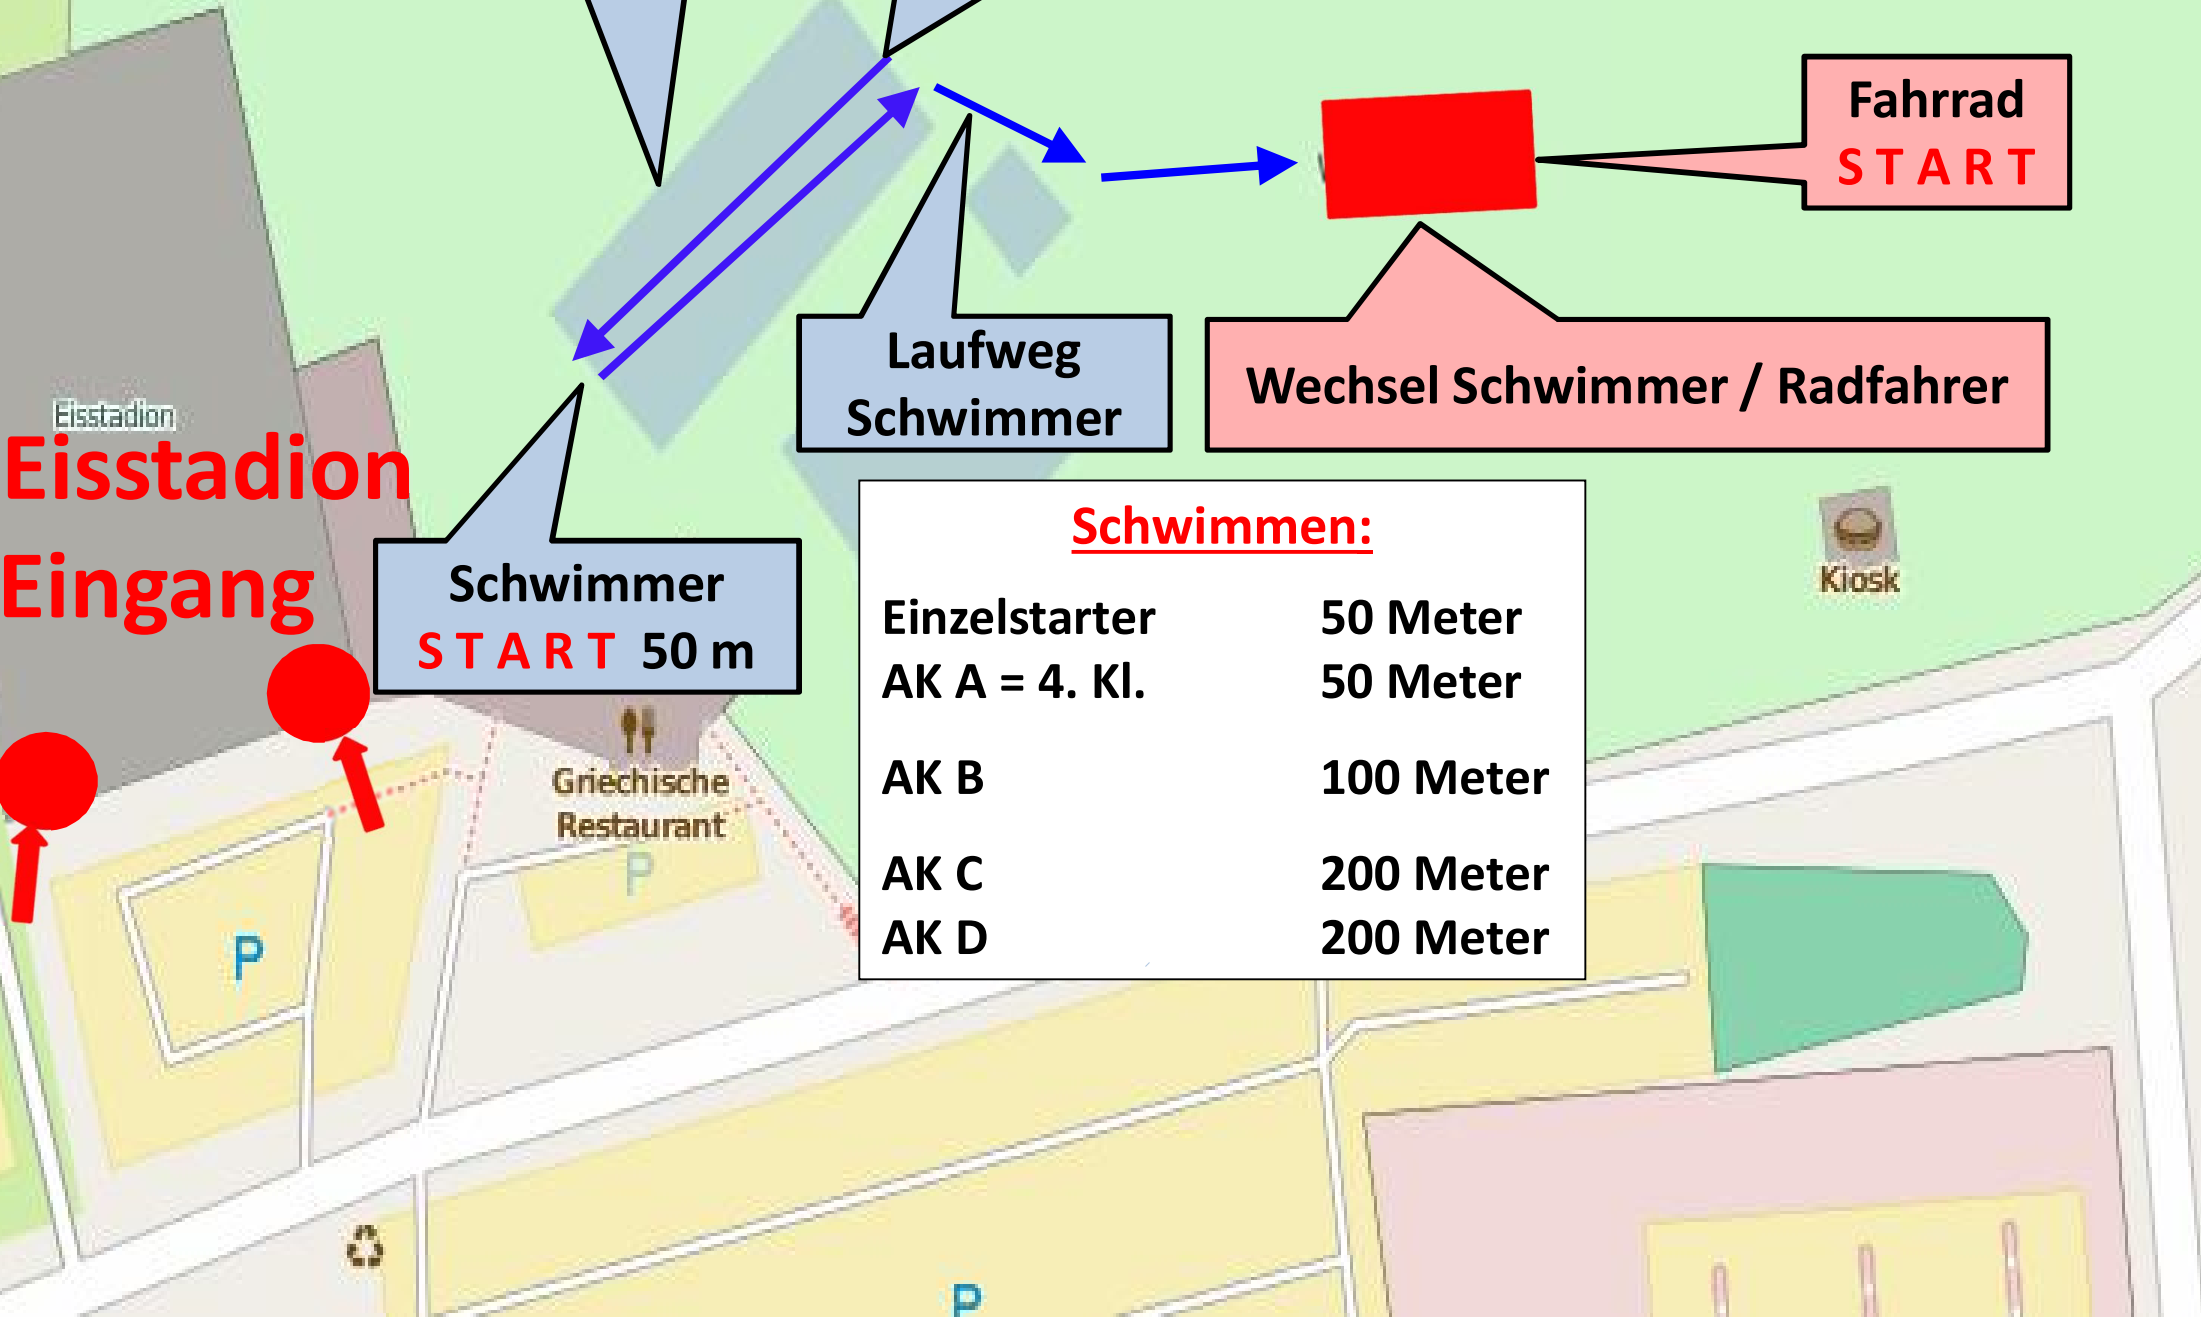 Fahrrad
START
Laufweg
Schwimmer
Wechsel Schwimmer / Radfahrer
Eisstadion
Eisstadion
Eingang
Schwimmer
START 50 m
Schwimmen:
Einzelstarter 50 Meter
AK A = 4. Kl. 50 Meter
AK B 100 Meter
AK C 200 Meter
AK D 200 Meter
Kiosk
Griechische
Restaurant
P
P
P